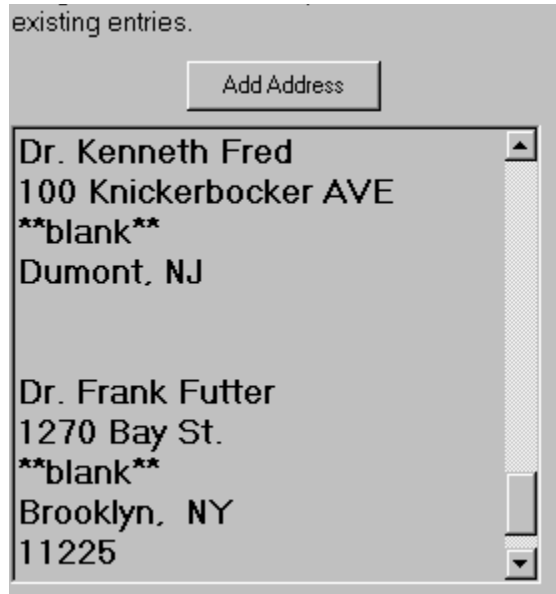 existing entries.
Add Address
Dr. Kenneth Fred
100 Knickerbocker AVE
**blank**
Dumont, NJ
Dr. Frank Futter
1270 Bay St.
**blank**
Brooklyn, NY
11225